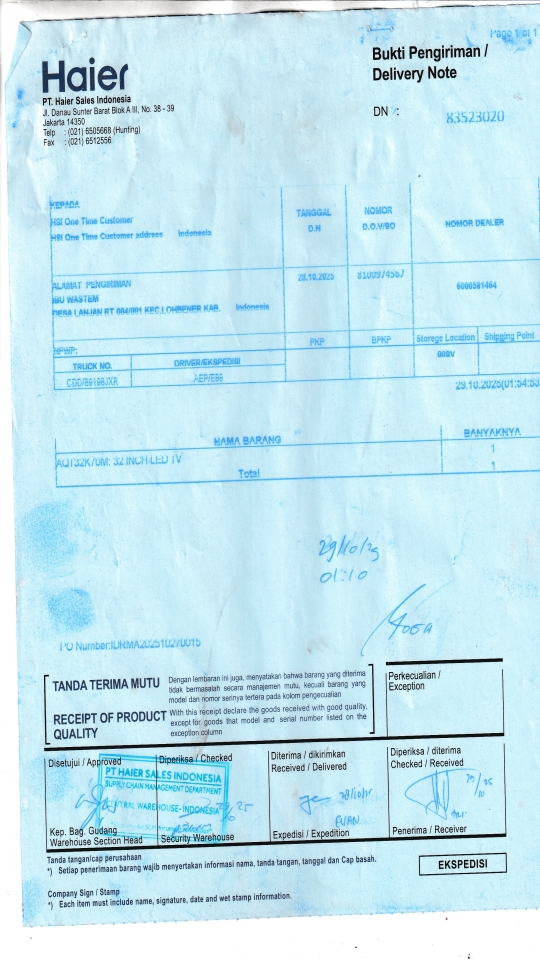 Page 1 of 1
Haier
PT. Haier Sales Indonesia
Jl. Danau Sunter Barat Blok A III, No. 38 - 39
Jakarta 14350
Telp : (021) 6505668 (Hunting)
Fax : (021) 6512556
Bukti Pengiriman /
Delivery Note
DN : 83523020
KEPADA
HSI One Time Customer
HSI One Time Customer address Indonesia
TANGGAL
D.N
NOMOR
D.O.V/SO
NOMOR DEALER
ALAMAT PENGIRIMAN
IBU WASTEM
DESA LANJAN RT 004/001 KEC.LOHBENER KAB. Indonesia
28.10.2025
8100974567
6000581464
NPWP:
PKP
BPKP
Storege Location
Shipping Point
TRUCK NO.
DRIVER/EKSPEDISI
CDD/B9198JXR
29.10.2025(01:54:53
NAMA BARANG
BANYAKNYA
AQT32K70M: 32 INCH LED TV
1
Total
1
29/10/25
01:10
PO Number:IDRMA202510270015
TANDA TERIMA MUTU
RECEIPT OF PRODUCT
QUALITY
Dengan lembaran ini juga, menyatakan bahwa barang yang diterima
tidak bermasalah secara manajemen mutu, kecuali barang yang
model dan nomor serinya tertera pada kolom pengecualian
With this receipt declare the goods received with good quality,
except for goods that model and serial number listed on the
exception column
Perkecualian /
Exception
Disetujui / Approved
Diperiksa / Checked
Diterima / dikirimkan
Received / Delivered
Diperiksa / diterima
Checked / Received
PT HAIER SALES INDONESIA
SUPPLY CHAIN MANAGEMENT DEPARTMENT
CENTRAL WAREHOUSE- INDONESIA
EVAN
Kep. Bag. Gudang
Warehouse Section Head
Security Warehouse
Expedisi / Expedition
Penerima / Receiver
Tanda tangan/cap perusahaan
*) Setiap penerimaan barang wajib menyertakan informasi nama, tanda tangan, tanggal dan Cap basah.
EKSPEDISI
Company Sign / Stamp
*) Each item must include name, signature, date and wet stamp information.